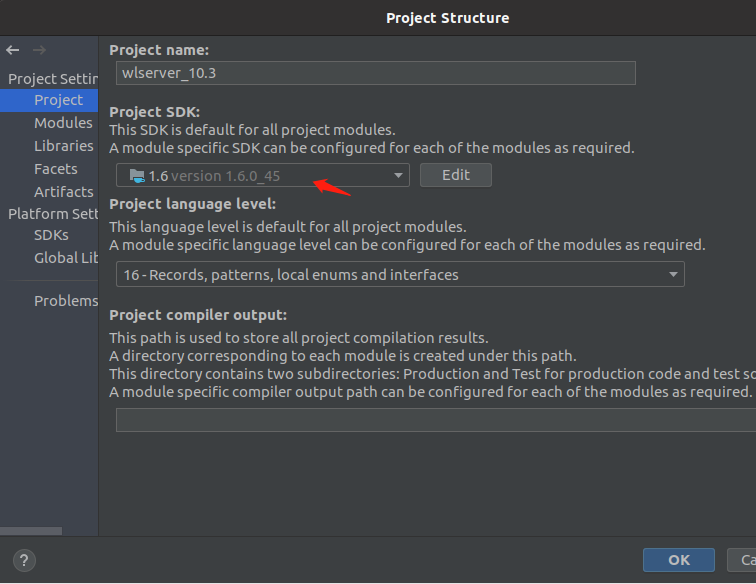 Project Structure
Project Settin
Project
Modules
Libraries
Facets
Artifacts
Platform Sett
SDKs
Global Lib
Problems
Project name:
wlserver_10.3
Project SDK:
This SDK is default for all project modules.
A module specific SDK can be configured for each of the modules as required.
1.6 version 1.6.0_45
Edit
Project language level:
This language level is default for all project modules.
A module specific language level can be configured for each of the modules as required.
16 - Records, patterns, local enums and interfaces
Project compiler output:
This path is used to store all project compilation results.
A directory corresponding to each module is created under this path.
This directory contains two subdirectories: Production and Test for production code and test so
A module specific compiler output path can be configured for each of the modules as required.
?
OK
Ca